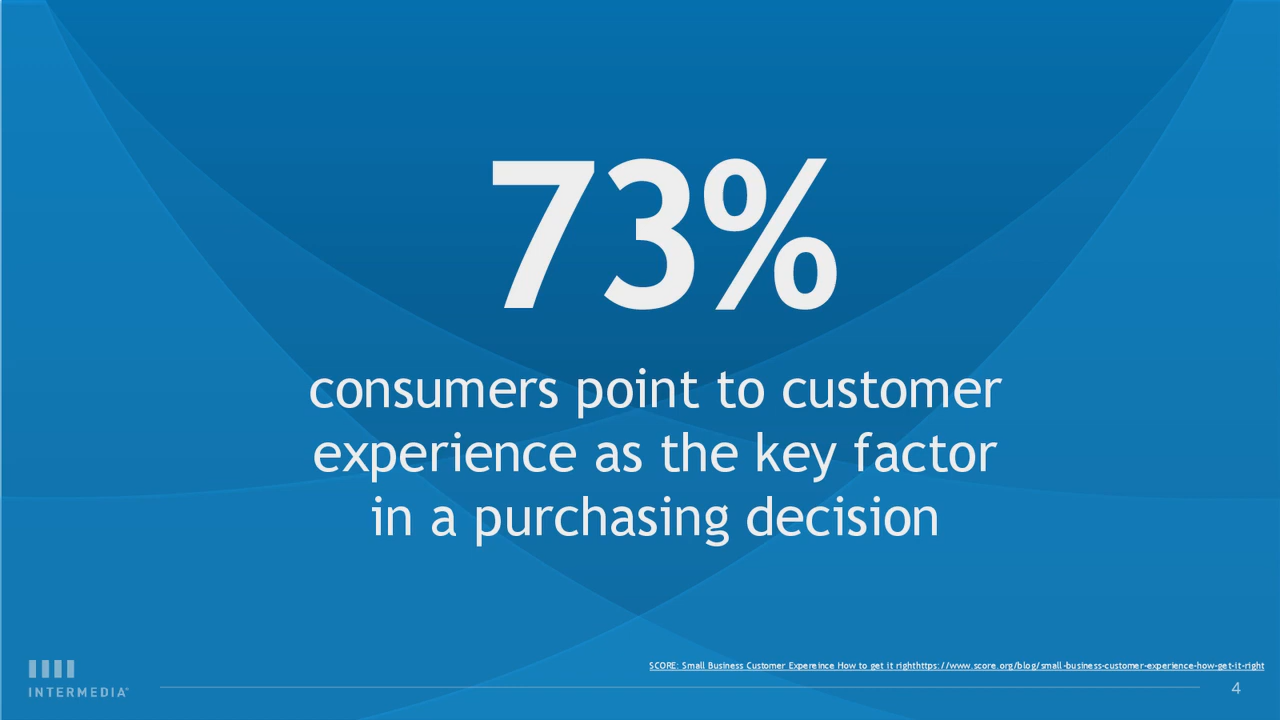 73%
consumers point to customer
experience as the key factor
in a purchasing decision
SCORE: Small Business Customer Expereince How to get it righthttps://www.score.org/blog/small-business-customer-experience-how-get-it-right
INTERMEDIA®
4